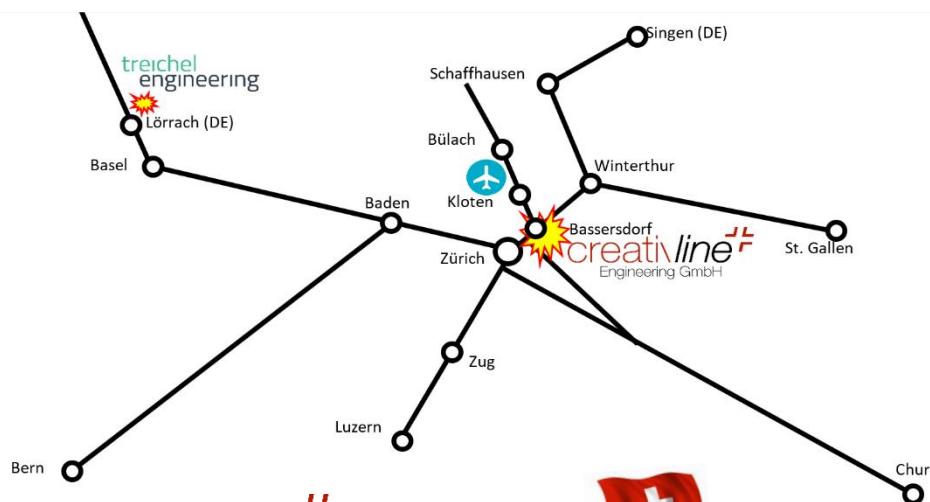 Singen (DE)
treichel
engineering
Schaffhausen
Lörrach (DE)
Bülach
Basel
Winterthur
Kloten
Baden
Bassersdorf
Zürich
creativline
Engineering GmbH
St. Gallen
Zug
Luzern
Bern
Chur